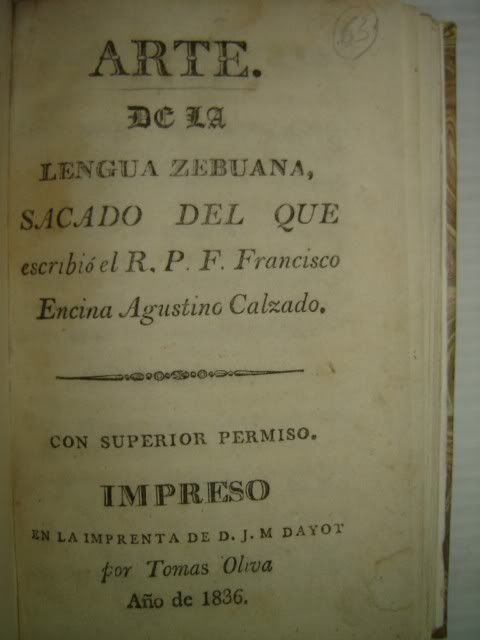 63
ARTE.
DE LA
LENGUA ZEBUANA,
SACADO DEL QUE
escribió el R. P. F. Francisco
Encina Agustino Calzado.
CON SUPERIOR PERMISO.
IMPRESO
EN LA IMPRENTA DE D. J. M DAYOT
por Tomas Oliva
Año de 1836.